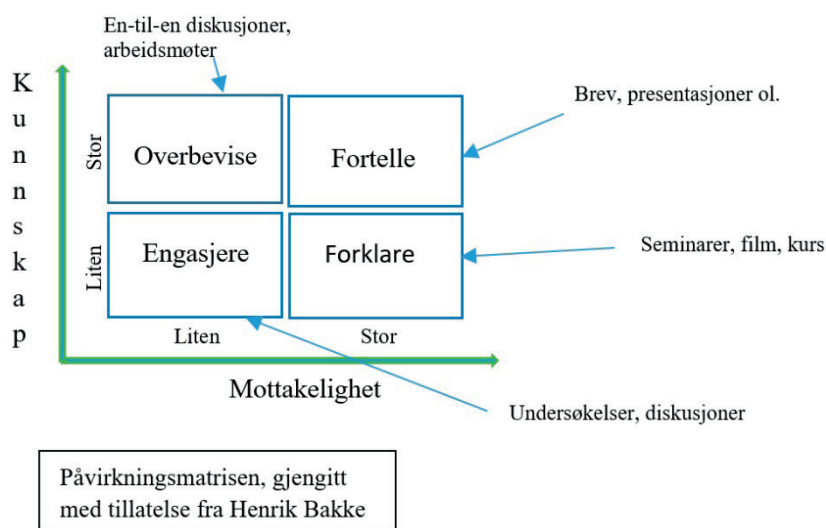 En-til-en diskusjoner,
arbeidsmøter
Brev, presentasjoner ol.
Kunnskap
Stor
Overbevise
Fortelle
Liten
Engasjere
Forklare
Seminarer, film, kurs
Liten
Stor
Mottakelighet
Undersøkelser, diskusjoner
Påvirkningsmatrisen, gjengitt
med tillatelse fra Henrik Bakke